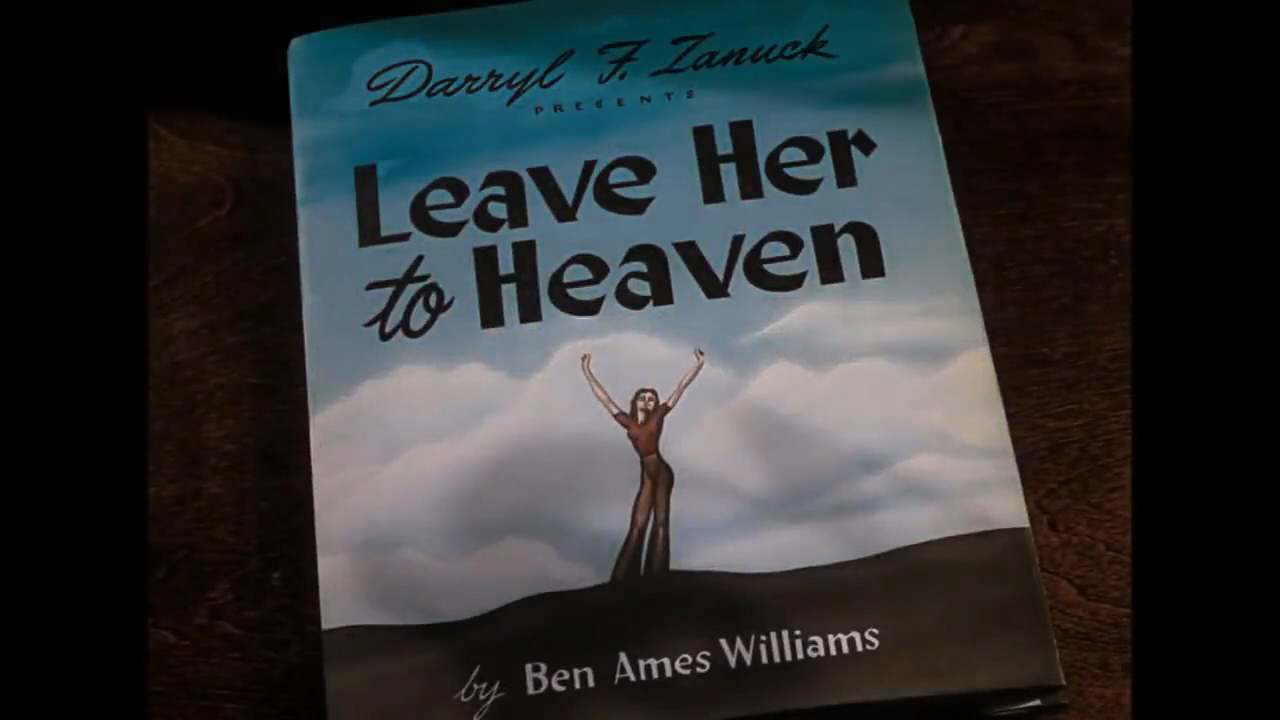 Darryl F. Zanuck
PRESENTS
Leave Her
to Heaven
by Ben Ames Williams